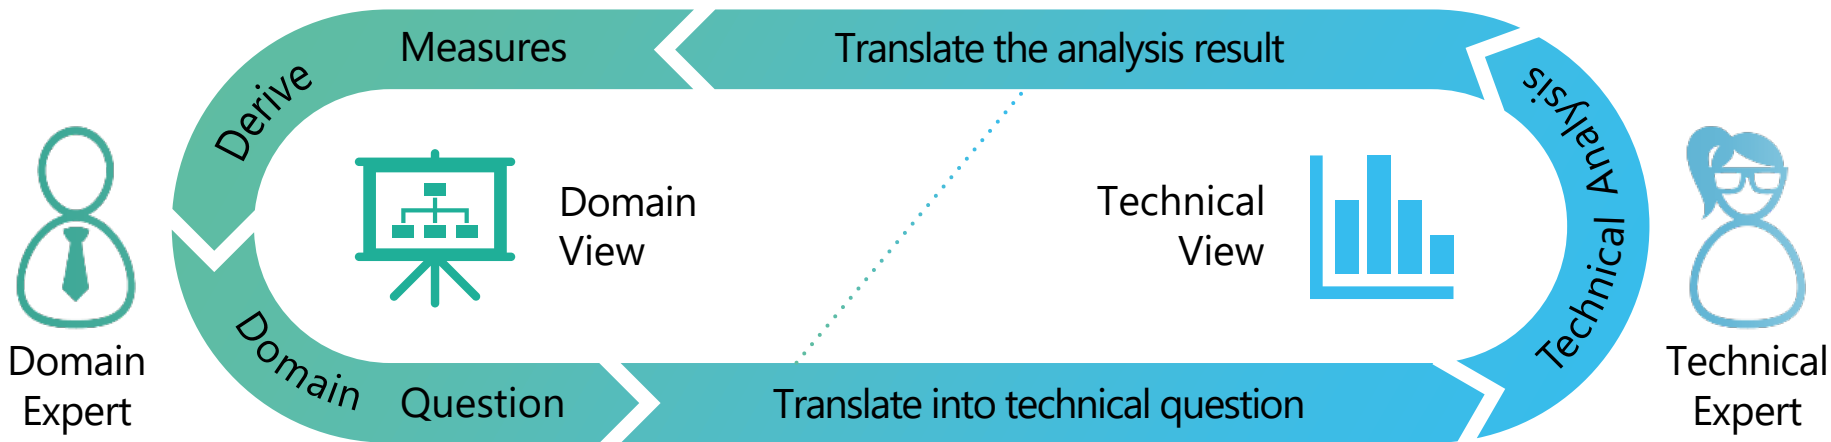 Derive Measures
Translate the analysis result
Technical Analysis
Domain
View
Technical
View
Domain
Expert
Technical
Expert
Domain Question
Translate into technical question